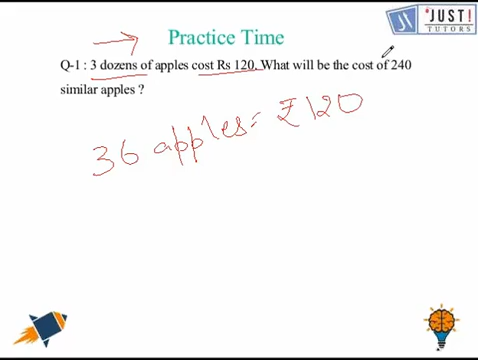 JUST!
TUTORS
Practice Time
Q-1 : 3 dozens of apples cost Rs 120. What will be the cost of 240
similar apples ?
36 apples = ₹120